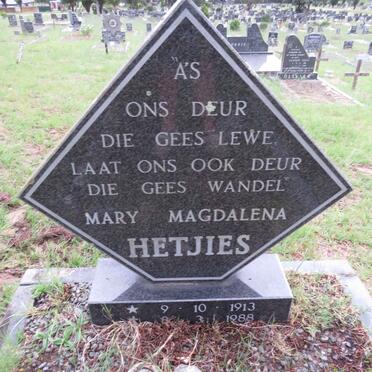 "A'S
ONS DEUR
DIE GEES LEWE
LAAT ONS OOK DEUR
DIE GEES WANDEL"
MARY MAGDALENA
HETJIES
9 - 10 - 1913
8 - 3 - 1988